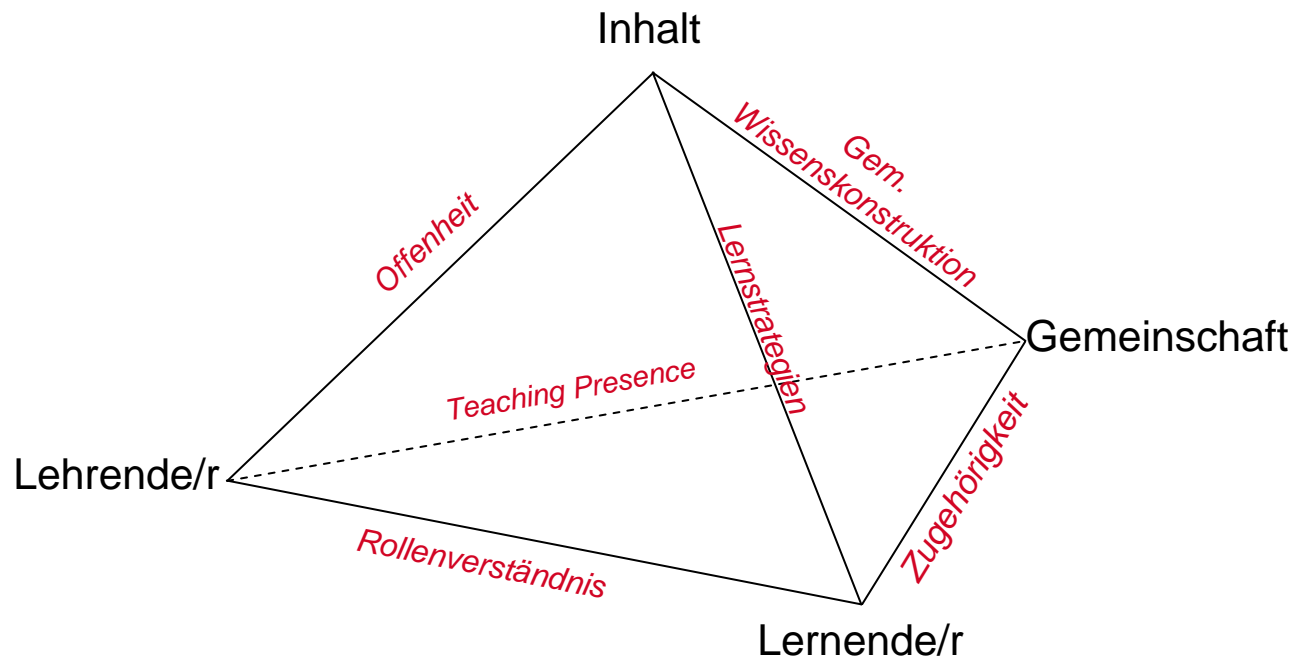 Inhalt
Gem.
Wissenskonstruktion
Offenheit
Lernstrategien
Gemeinschaft
Teaching Presence
Zugehörigkeit
Lehrende/r
Rollenverständnis
Lernende/r